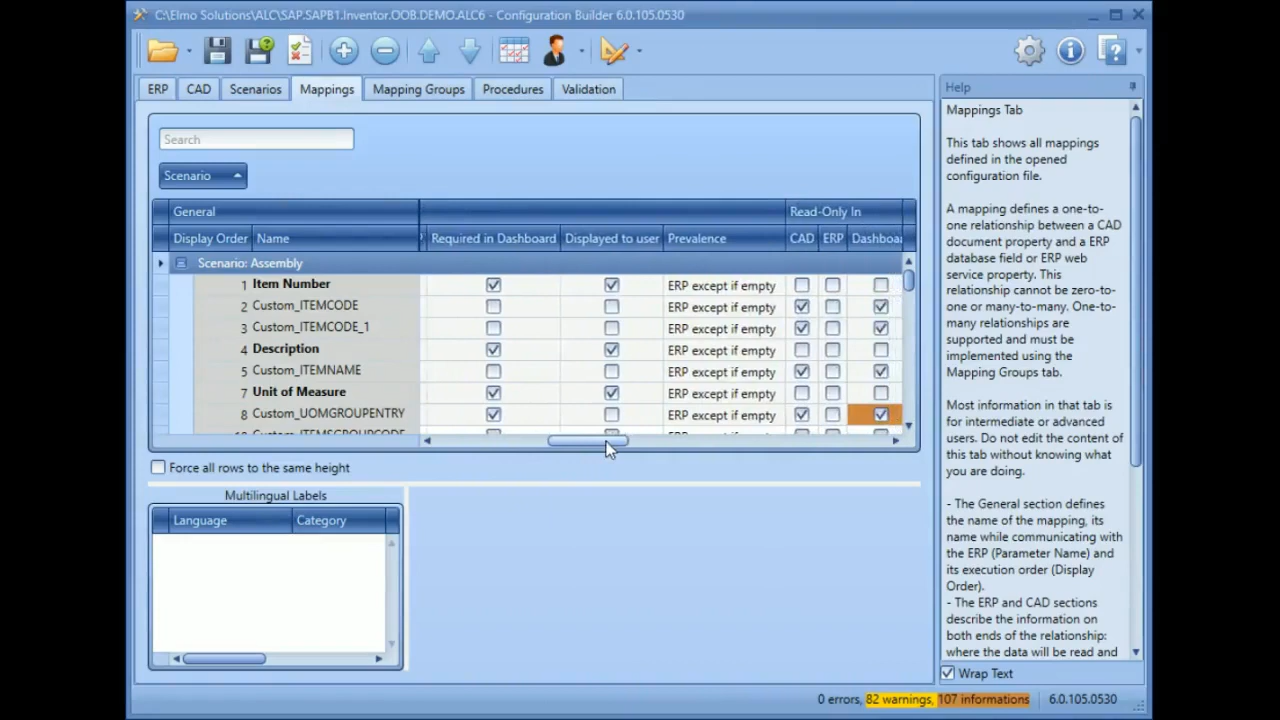 C:\Elmo Solutions\ALC\SAP.SAPB1.Inventor.OOB.DEMO.ALC6 - Configuration Builder 6.0.105.0530
ERP CAD Scenarios Mappings Mapping Groups Procedures Validation
Search
Scenario
General Read-Only In
Display Order Name Required in Dashboard Displayed to user Prevalence CAD ERP Dashboar
Scenario: Assembly
1 Item Number ERP except if empty
2 Custom_ITEMCODE ERP except if empty
3 Custom_ITEMCODE_1 ERP except if empty
4 Description ERP except if empty
5 Custom_ITEMNAME ERP except if empty
7 Unit of Measure ERP except if empty
8 Custom_UOMGROUPENTRY ERP except if empty
Force all rows to the same height
Multilingual Labels
Language Category
Help
Mappings Tab
This tab shows all mappings
defined in the opened
configuration file.
A mapping defines a one-to-
one relationship between a CAD
document property and a ERP
database field or ERP web
service property. This
relationship cannot be zero-to-
one or many-to-many. One-to-
many relationships are
supported and must be
implemented using the
Mapping Groups tab.
Most information in that tab is
for intermediate or advanced
users. Do not edit the content of
this tab without knowing what
you are doing.
- The General section defines
the name of the mapping, its
name while communicating with
the ERP (Parameter Name) and
its execution order (Display
Order).
- The ERP and CAD sections
describe the information on
both ends of the relationship:
where the data will be read and
Wrap Text
0 errors, 82 warnings, 107 informations 6.0.105.0530